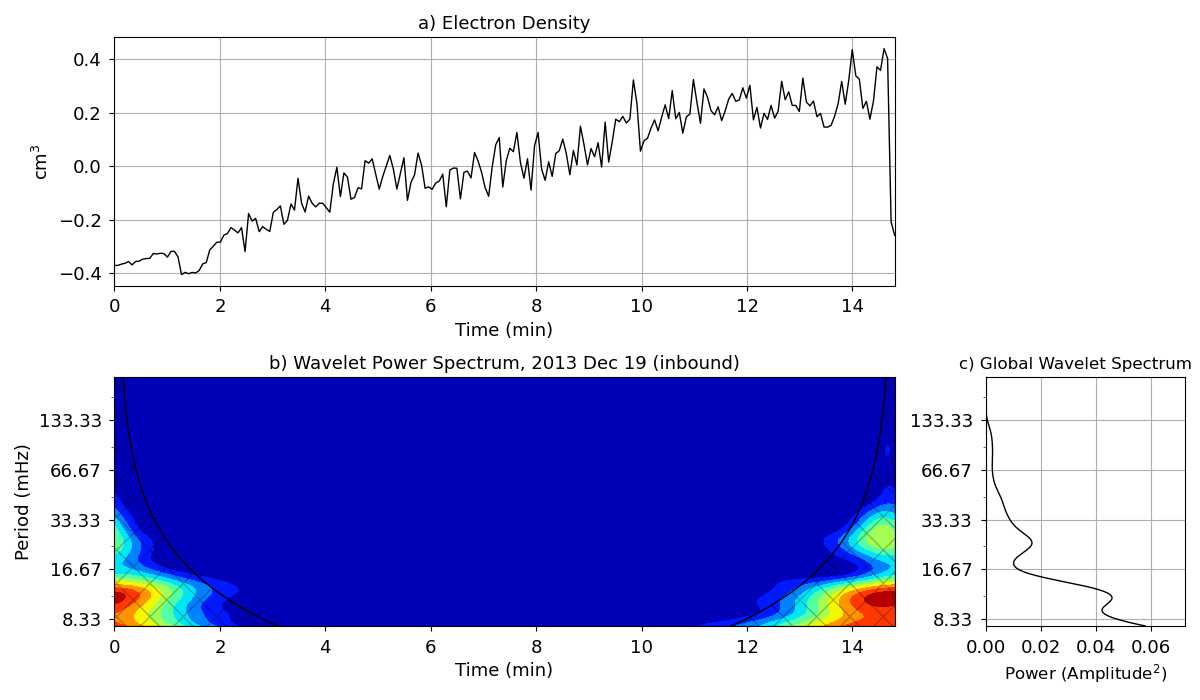 a) Electron Density
cm³
0.4
0.2
0.0
−0.2
−0.4
0 2 4 6 8 10 12 14
Time (min)
b) Wavelet Power Spectrum, 2013 Dec 19 (inbound)
Period (mHz)
133.33
66.67
33.33
16.67
8.33
0 2 4 6 8 10 12 14
Time (min)
c) Global Wavelet Spectrum
133.33
66.67
33.33
16.67
8.33
0.00 0.02 0.04 0.06
Power (Amplitude²)